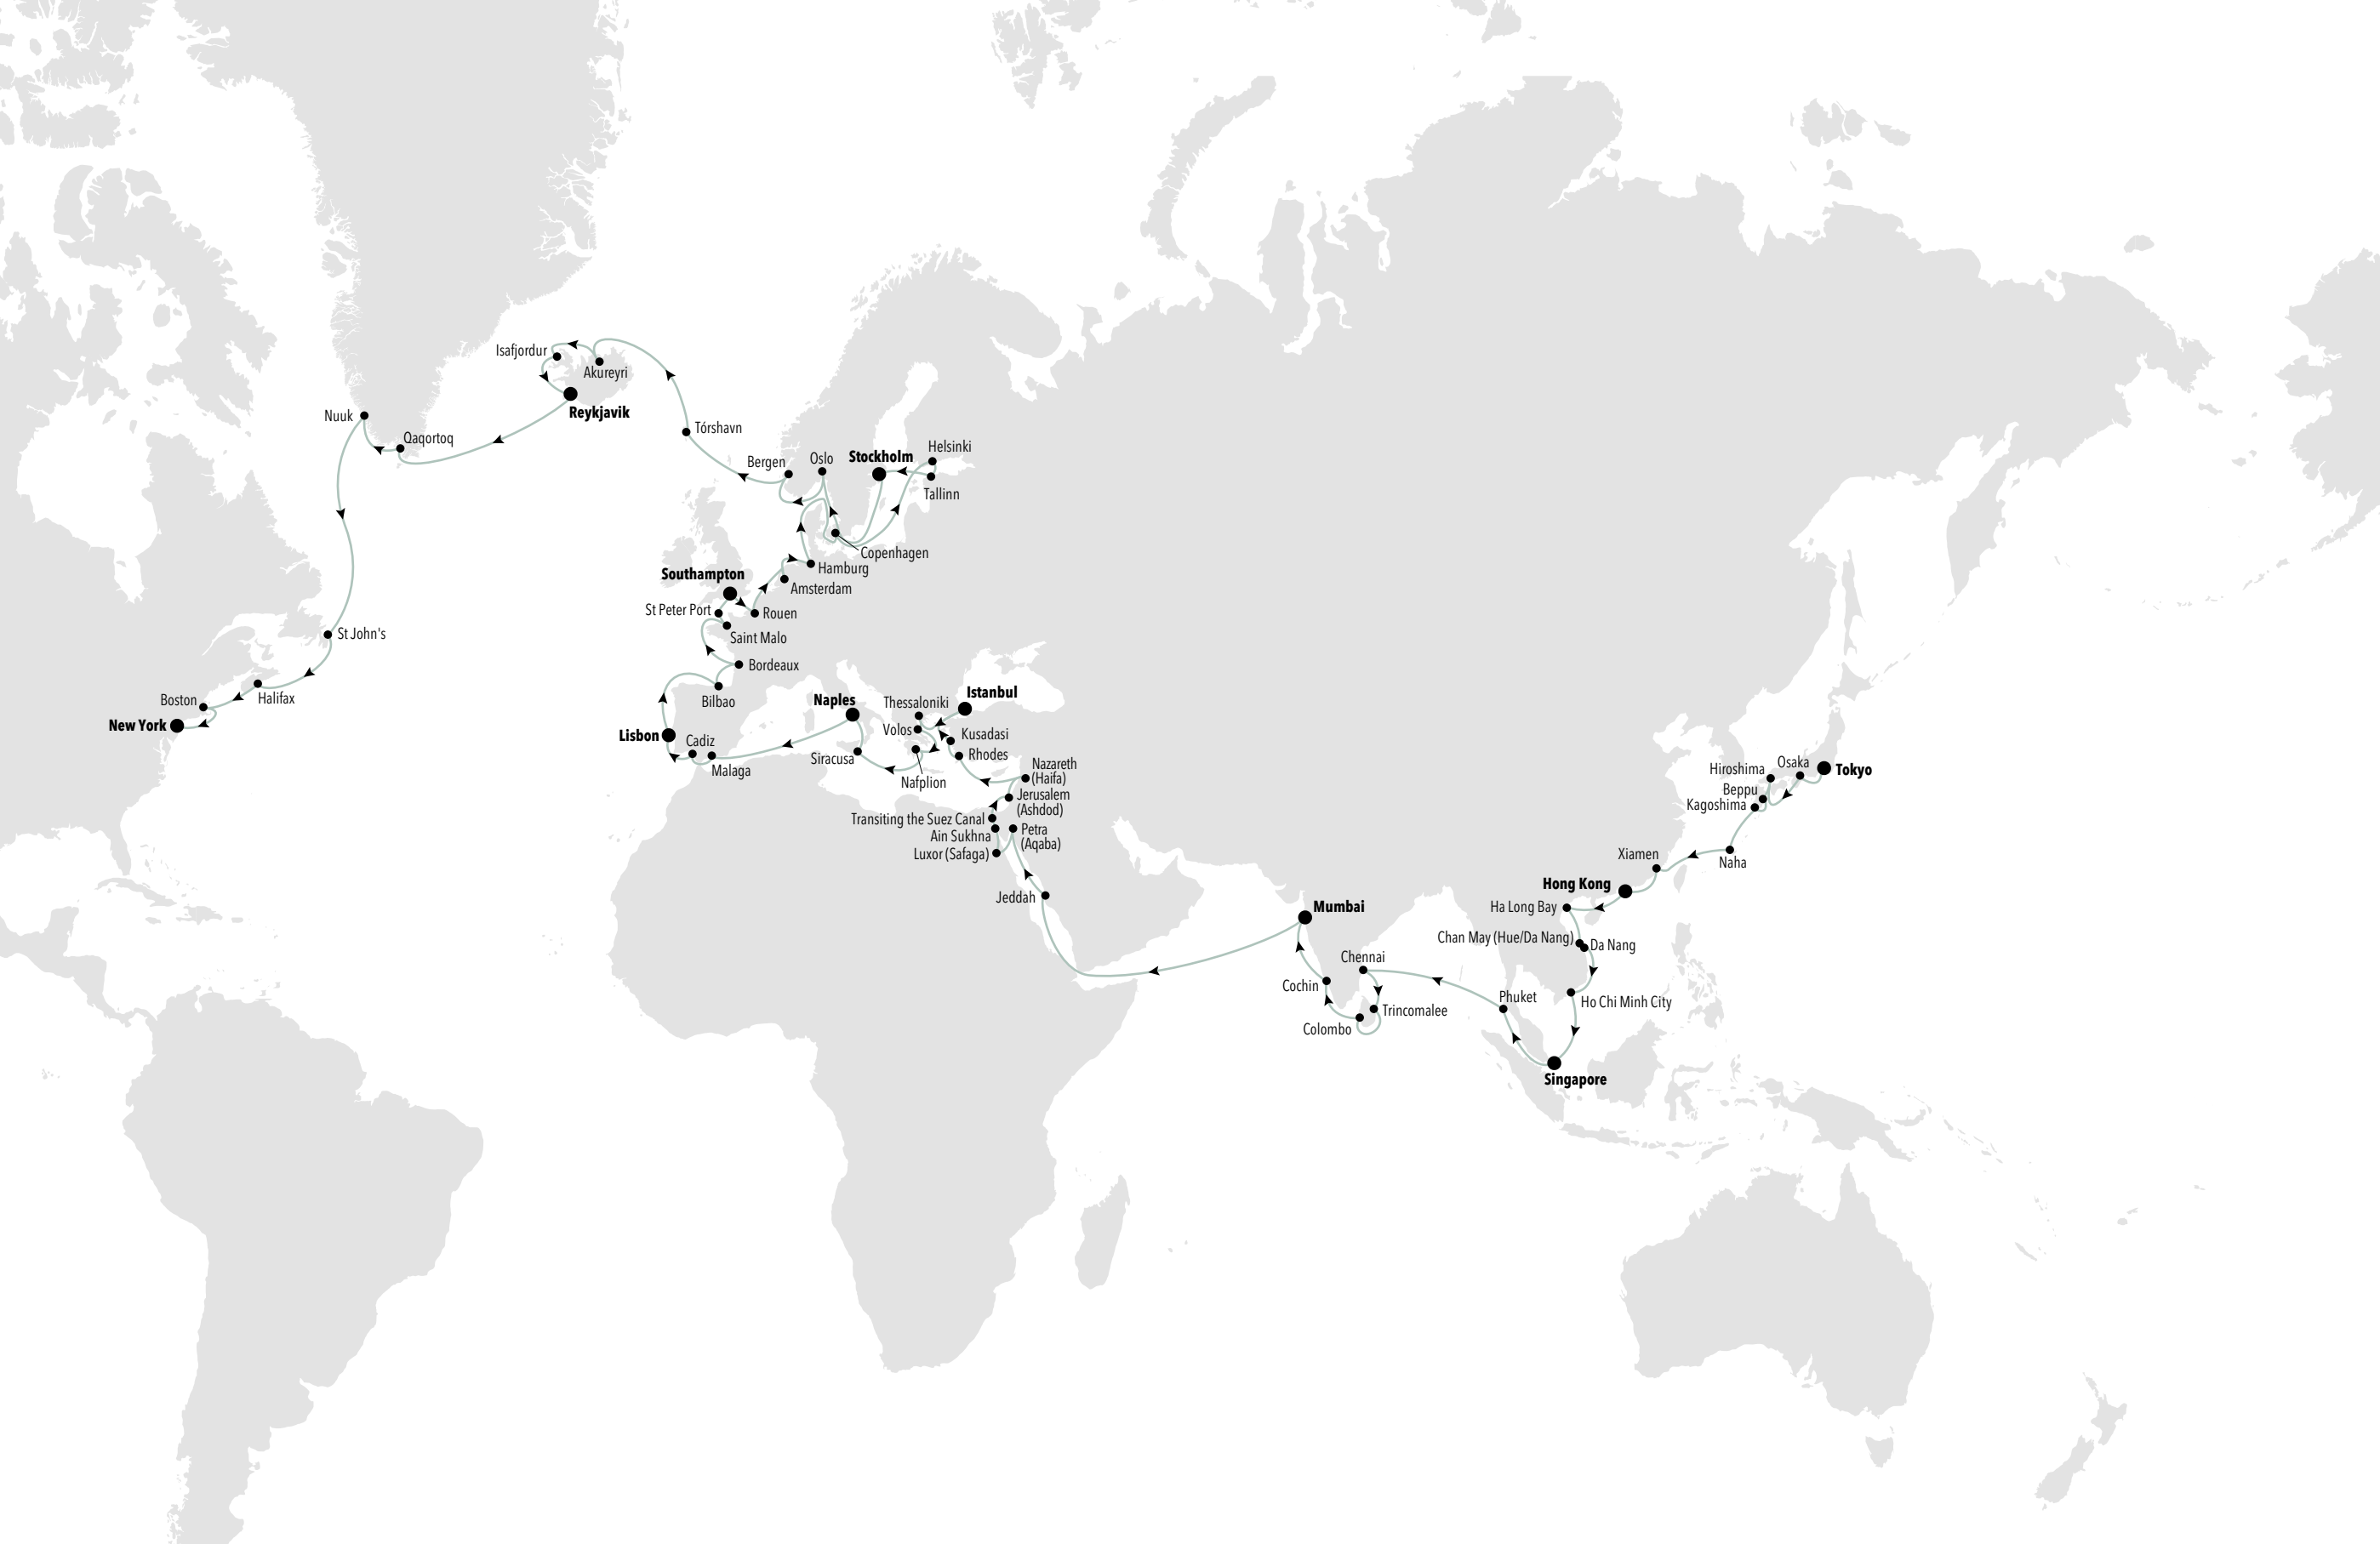 Isafjordur
Akureyri
Reykjavik
Nuuk
Qaqortoq
Tórshavn
Bergen
Oslo
Stockholm
Helsinki
Tallinn
Copenhagen
Hamburg
Amsterdam
Southampton
St Peter Port
Rouen
Saint Malo
St John's
Bordeaux
Bilbao
Halifax
Boston
New York
Lisbon
Cadiz
Malaga
Naples
Siracusa
Thessaloniki
Istanbul
Volos
Kusadasi
Rhodes
Nafplion
Nazareth
(Haifa)
Jerusalem
(Ashdod)
Transiting the Suez Canal
Ain Sukhna
Petra
(Aqaba)
Luxor (Safaga)
Jeddah
Mumbai
Chennai
Cochin
Colombo
Trincomalee
Phuket
Singapore
Ho Chi Minh City
Chan May (Hue/Da Nang)
Da Nang
Ha Long Bay
Hong Kong
Xiamen
Naha
Hiroshima
Osaka
Tokyo
Beppu
Kagoshima